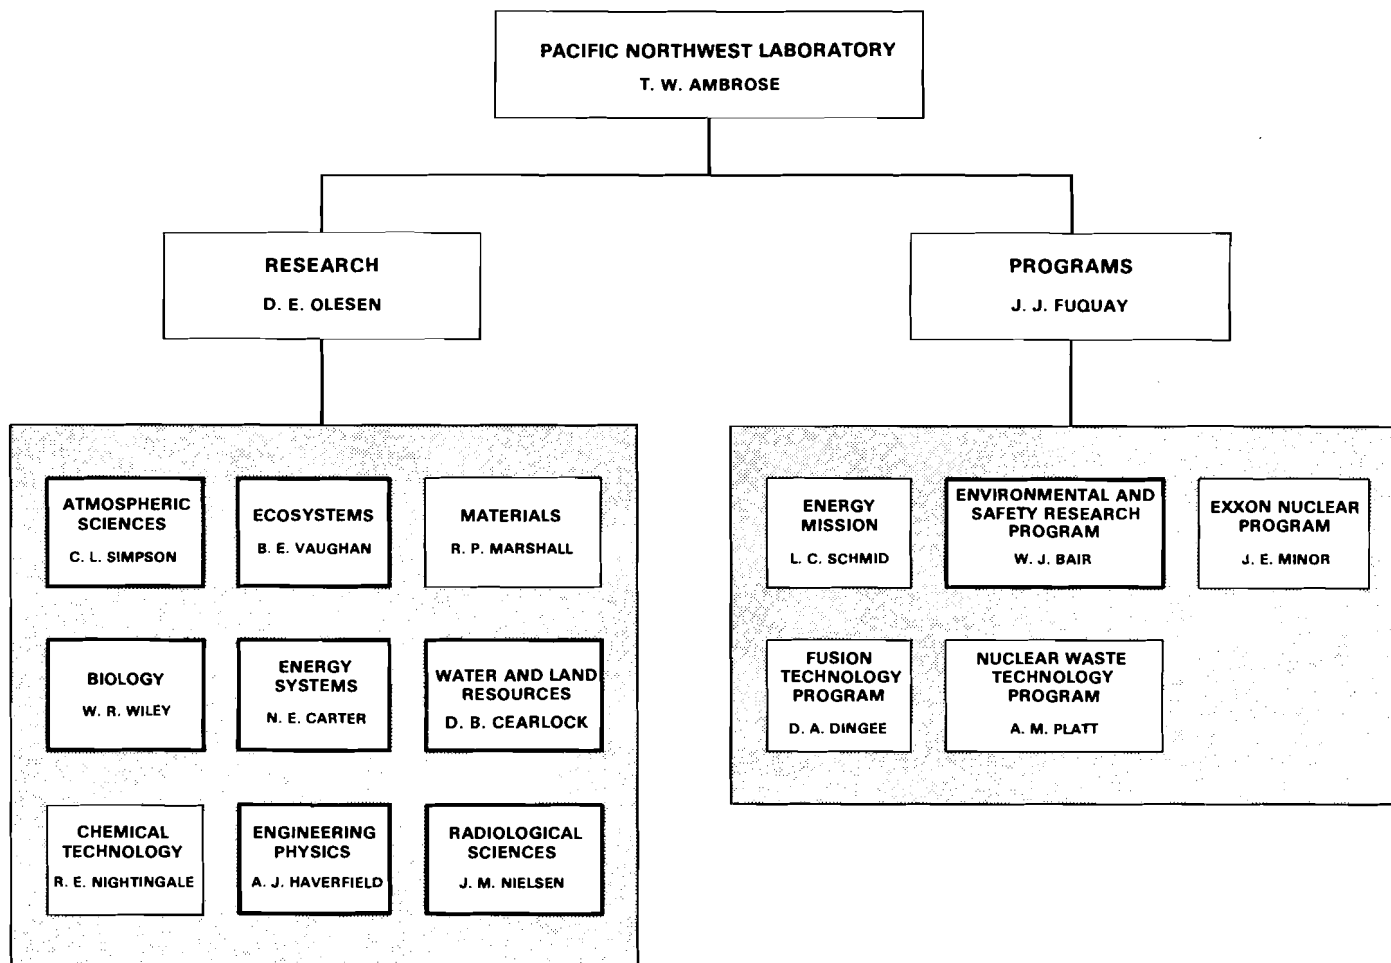 PACIFIC NORTHWEST LABORATORY
T. W. AMBROSE
RESEARCH
D. E. OLESEN
PROGRAMS
J. J. FUQUAY
ATMOSPHERIC
SCIENCES
C. L. SIMPSON
ECOSYSTEMS
B. E. VAUGHAN
MATERIALS
R. P. MARSHALL
BIOLOGY
W. R. WILEY
ENERGY
SYSTEMS
N. E. CARTER
WATER AND LAND
RESOURCES
D. B. CEARLOCK
CHEMICAL
TECHNOLOGY
R. E. NIGHTINGALE
ENGINEERING
PHYSICS
A. J. HAVERFIELD
RADIOLOGICAL
SCIENCES
J. M. NIELSEN
ENERGY
MISSION
L. C. SCHMID
ENVIRONMENTAL AND
SAFETY RESEARCH
PROGRAM
W. J. BAIR
EXXON NUCLEAR
PROGRAM
J. E. MINOR
FUSION
TECHNOLOGY
PROGRAM
D. A. DINGEE
NUCLEAR WASTE
TECHNOLOGY
PROGRAM
A. M. PLATT